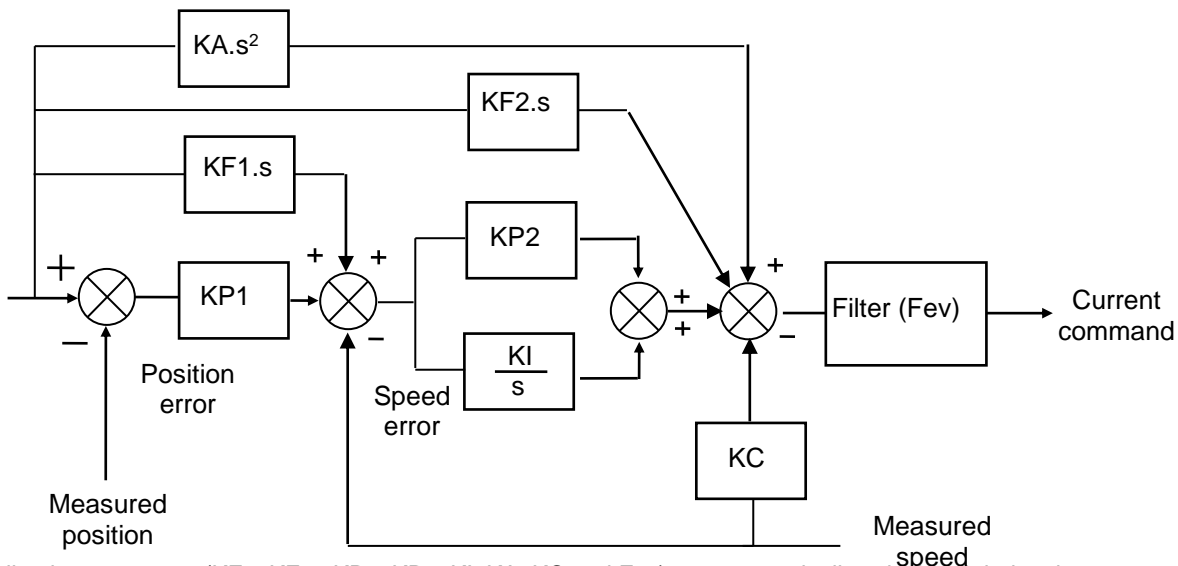 KA.s²
KF2.s
KF1.s
+ +
KP2
+
KP1
+
+
Filter (Fev)
Current
command
−
−
+
−
Position
error
Speed
error
KI
s
KC
Measured
position
Measured
speed